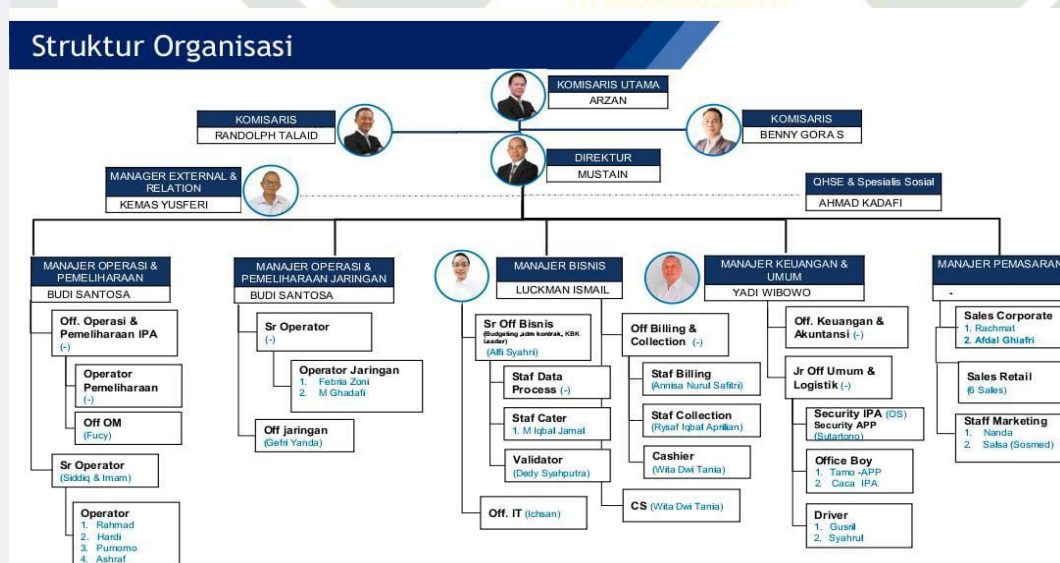 Struktur Organisasi
KOMISARIS UTAMA
ARZAN
KOMISARIS
RANDOLPH TALAID
KOMISARIS
BENNY GORA S
DIREKTUR
MUSTAIN
MANAGER EXTERNAL &
RELATION
KEMAS YUSFERI
QHSE & Spesialis Sosial
AHMAD KADAFI
MANAJER OPERASI &
PEMELIHARAAN
BUDI SANTOSA
Off. Operasi &
Pemeliharaan IPA
(-)
Operator
Pemeliharaan
(-)
Off OM
(Fucy)
Sr Operator
(Siddiq & Imam)
Operator
1. Rahmad
2. Hardi
3. Purnomo
4. Ashraf
MANAJER OPERASI &
PEMELIHARAAN JARINGAN
BUDI SANTOSA
Sr Operator
(-)
Operator Jaringan
1. Febria Zoni
2. M Ghadafi
Off jaringan
(Gefri Yanda)
MANAJER BISNIS
LUCKMAN ISMAIL
Sr Off Bisnis
(Budgeting ,adm kontrak, KBK
Leader)
(Alfi Syahni)
Staf Data
Process (-)
Staf Cater
1. M Iqbal Jamal
Validator
(Dedy Syahputra)
Off. IT (Ichsan)
Off Billing &
Collection (-)
Staf Billing
(Annisa Nurul Safitri)
Staf Collection
(Rysaf Iqbal Aprilian)
Cashier
(Wita Dwi Tania)
CS (Wita Dwi Tania)
MANAJER KEUANGAN &
UMUM
YADI WIBOWO
Off. Keuangan &
Akuntansi (-)
Jr Off Umum &
Logistik (-)
Security IPA (OS)
Security APP
(Sutartono)
Office Boy
1. Tamo -APP
2. Caca IPA
Driver
1. Gusril
2. Syahrul
MANAJER PEMASARAN
-
Sales Corporate
1. Rachmat
2. Afdal Ghiafri
Sales Retail
(6 Sales)
Staff Marketing
1. Nanda
2. Salsa (Sosmed)